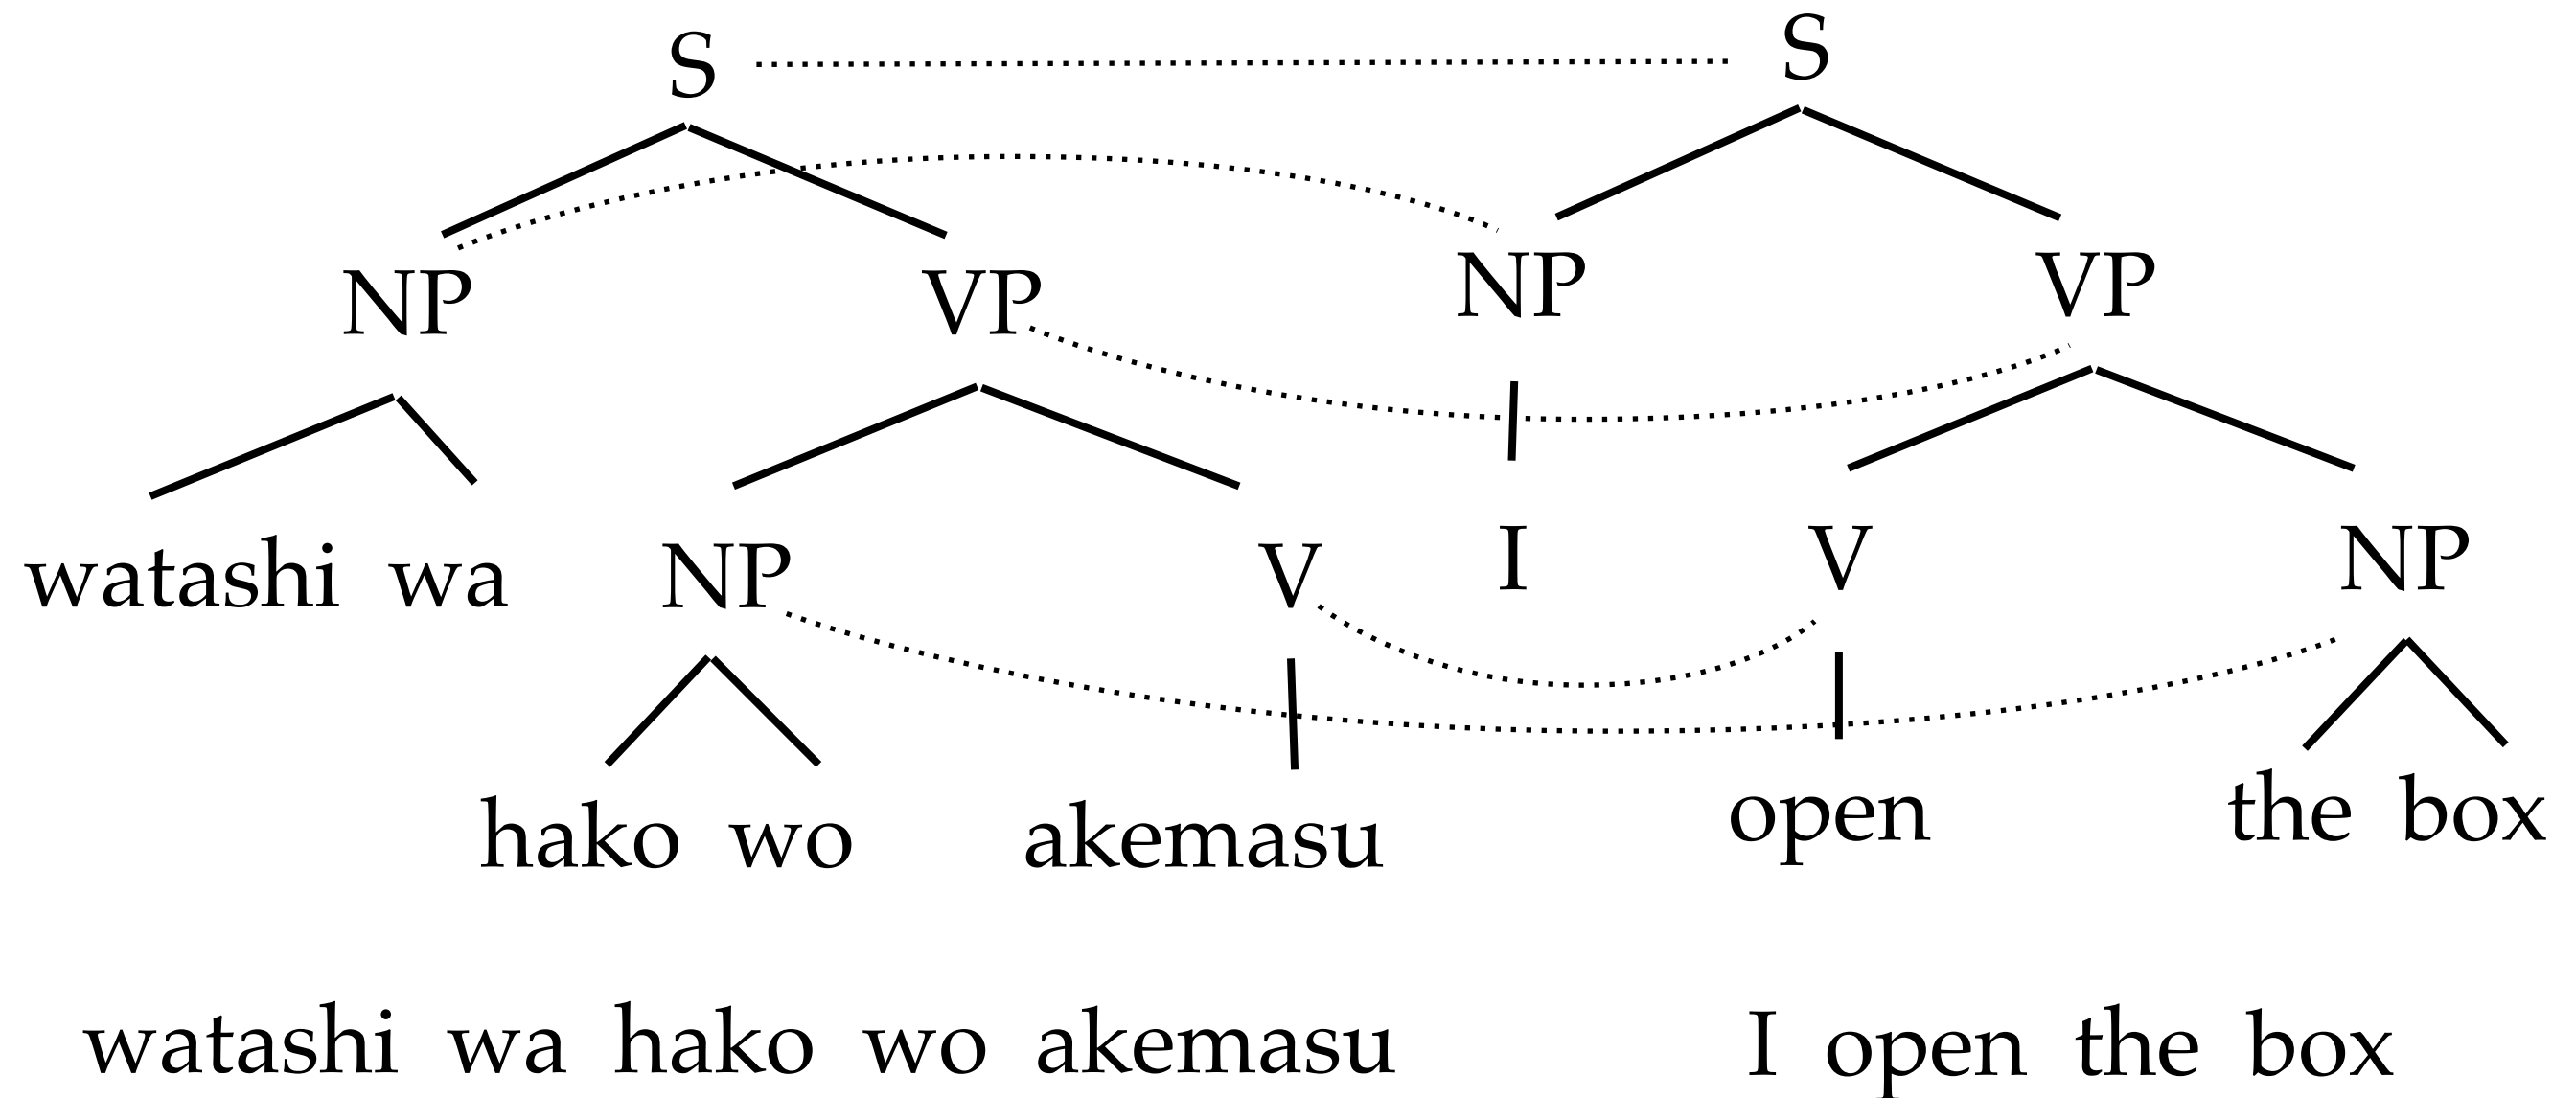 S S
NP VP NP VP
watashi wa NP V I V NP
hako wo akemasu open the box
watashi wa hako wo akemasu I open the box